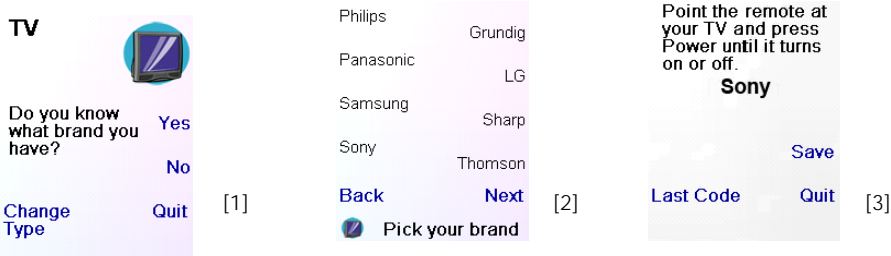 TV
Do you know
what brand you
have?
Yes
No
Change
Type
Quit
[1]
Philips
Grundig
Panasonic
LG
Samsung
Sharp
Sony
Thomson
Back
Next
Pick your brand
[2]
Point the remote at
your TV and press
Power until it turns
on or off.
Sony
Save
Last Code
Quit
[3]